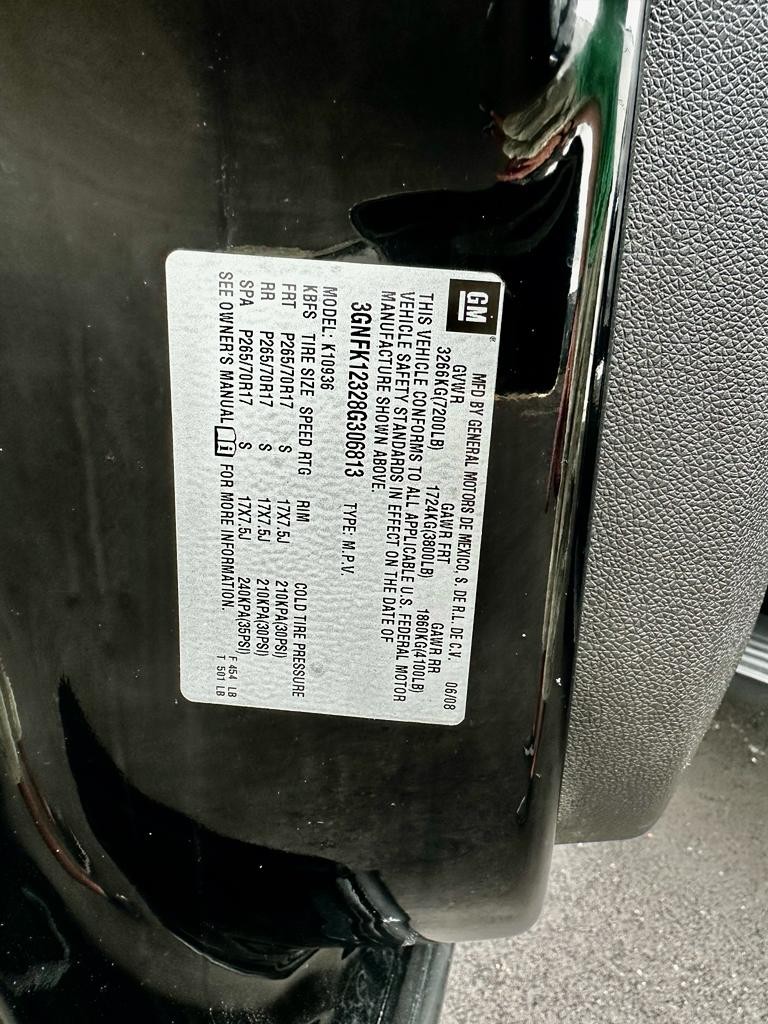 GM®
MFD BY GENERAL MOTORS DE MEXICO, S. DE R.L. DE C.V. 06/08
GVWR GAWR FRT GAWR RR
3266KG(7200LB) 1724KG(3800LB) 1860KG(4100LB)
THIS VEHICLE CONFORMS TO ALL APPLICABLE U.S. FEDERAL MOTOR
VEHICLE SAFETY STANDARDS IN EFFECT ON THE DATE OF
MANUFACTURE SHOWN ABOVE.
3GNFK12328G306813 TYPE: M.P.V.
MODEL: K10936
KBFS TIRE SIZE SPEED RTG RIM COLD TIRE PRESSURE
FRT P265/70R17 S 17X7.5J 210KPA(30PSI)
RR P265/70R17 S 17X7.5J 210KPA(30PSI)
SPA P265/70R17 S 17X7.5J 240KPA(35PSI)
SEE OWNER'S MANUAL FOR MORE INFORMATION.
F 454 LB
T 501 LB